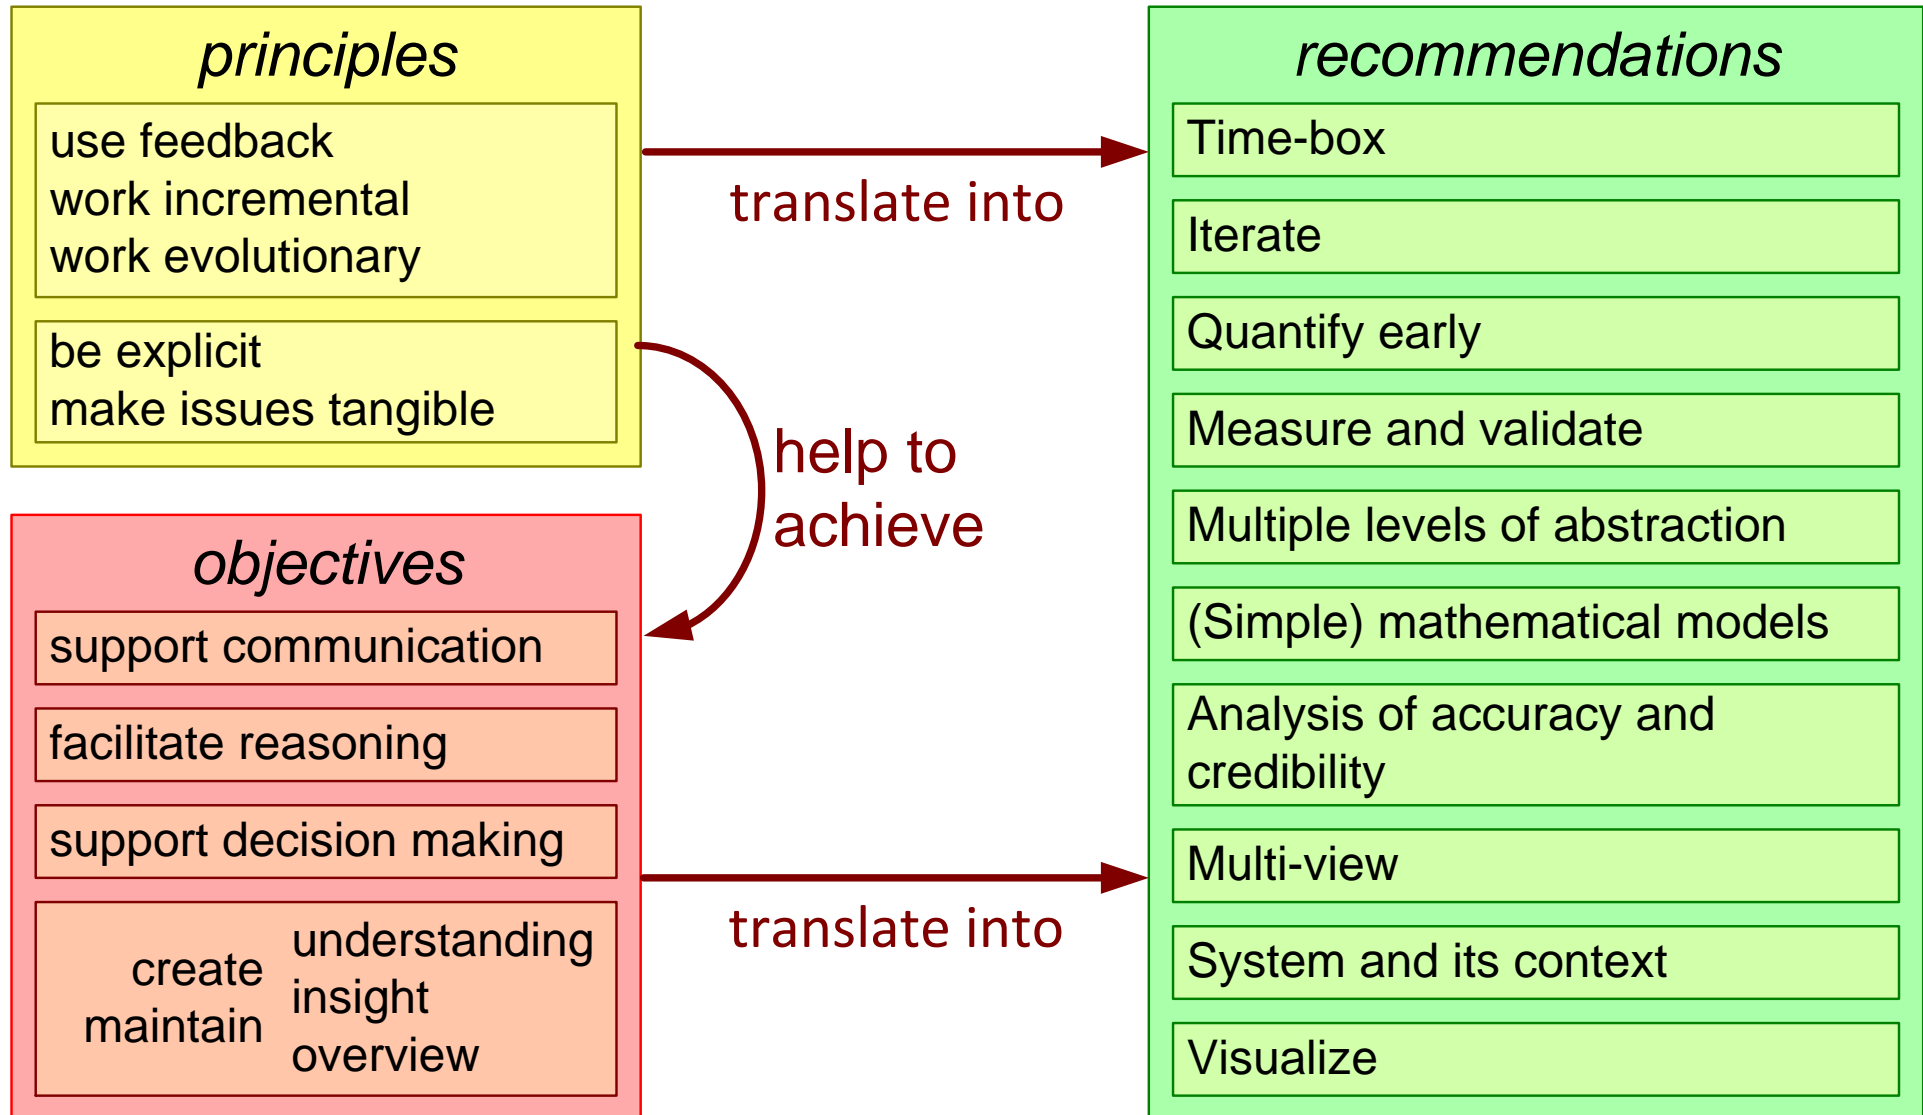 principles
use feedback
work incremental
work evolutionary
be explicit
make issues tangible
translate into
help to
achieve
objectives
support communication
facilitate reasoning
support decision making
create
maintain
understanding
insight
overview
translate into
recommendations
Time-box
Iterate
Quantify early
Measure and validate
Multiple levels of abstraction
(Simple) mathematical models
Analysis of accuracy and
credibility
Multi-view
System and its context
Visualize